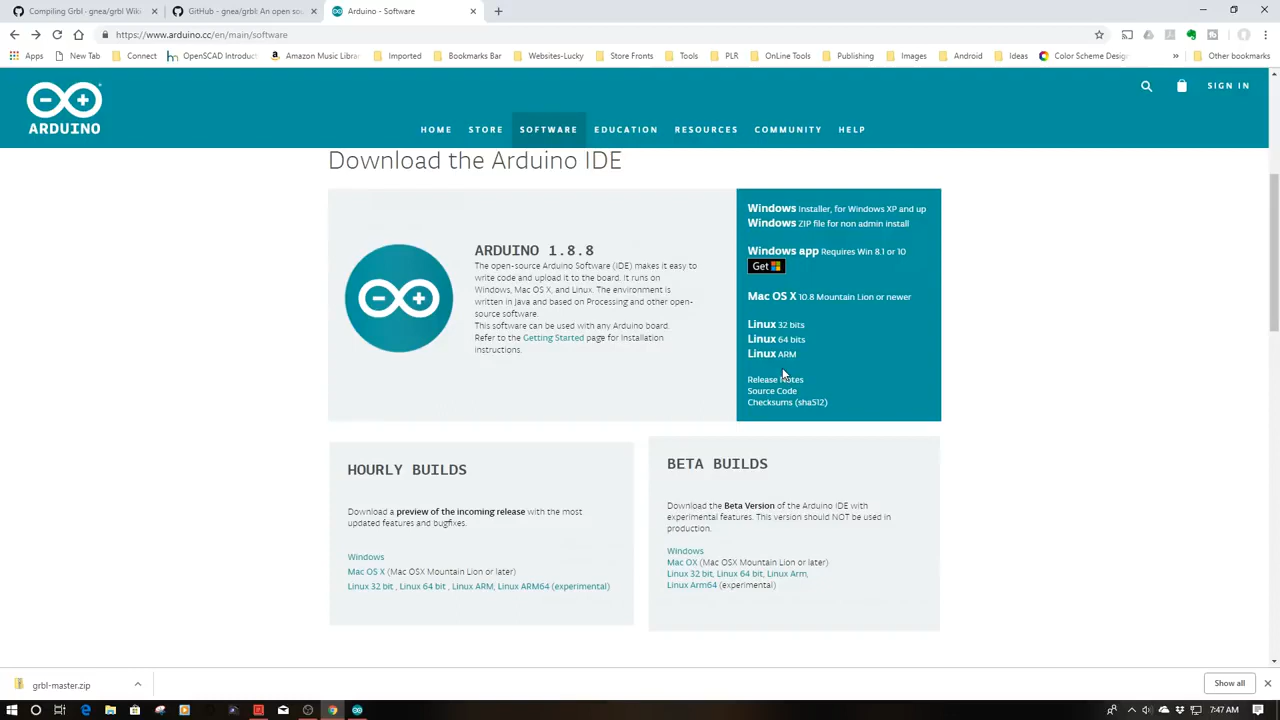 Compiling Grbl · gnea/grbl Wiki
GitHub - gnea/grbl: An open so
Arduino - Software
https://www.arduino.cc/en/main/software
Apps
New Tab
Connect
OpenSCAD Introduct
Amazon Music Librar
Imported
Bookmarks Bar
Websites-Lucky
Store Fronts
Tools
PLR
OnLine Tools
Publishing
Images
Android
Ideas
Color Scheme Design
»
Other bookmarks
ARDUINO
SIGN IN
HOME
STORE
SOFTWARE
EDUCATION
RESOURCES
COMMUNITY
HELP
Download the Arduino IDE
ARDUINO 1.8.8
The open-source Arduino Software (IDE) makes it easy to
write code and upload it to the board. It runs on
Windows, Mac OS X, and Linux. The environment is
written in Java and based on Processing and other open-
source software.
This software can be used with any Arduino board.
Refer to the Getting Started page for Installation
instructions.
Windows Installer, for Windows XP and up
Windows ZIP file for non admin install
Windows app Requires Win 8.1 or 10
Get
Mac OS X 10.8 Mountain Lion or newer
Linux 32 bits
Linux 64 bits
Linux ARM
Release Notes
Source Code
Checksums (sha512)
HOURLY BUILDS
Download a preview of the incoming release with the most
updated features and bugfixes.
Windows
Mac OS X (Mac OSX Mountain Lion or later)
Linux 32 bit , Linux 64 bit , Linux ARM, Linux ARM64 (experimental)
BETA BUILDS
Download the Beta Version of the Arduino IDE with
experimental features. This version should NOT be used in
production.
Windows
Mac OX (Mac OSX Mountain Lion or later)
Linux 32 bit, Linux 64 bit, Linux Arm,
Linux Arm64 (experimental)
grbl-master.zip
Show all
7:47 AM